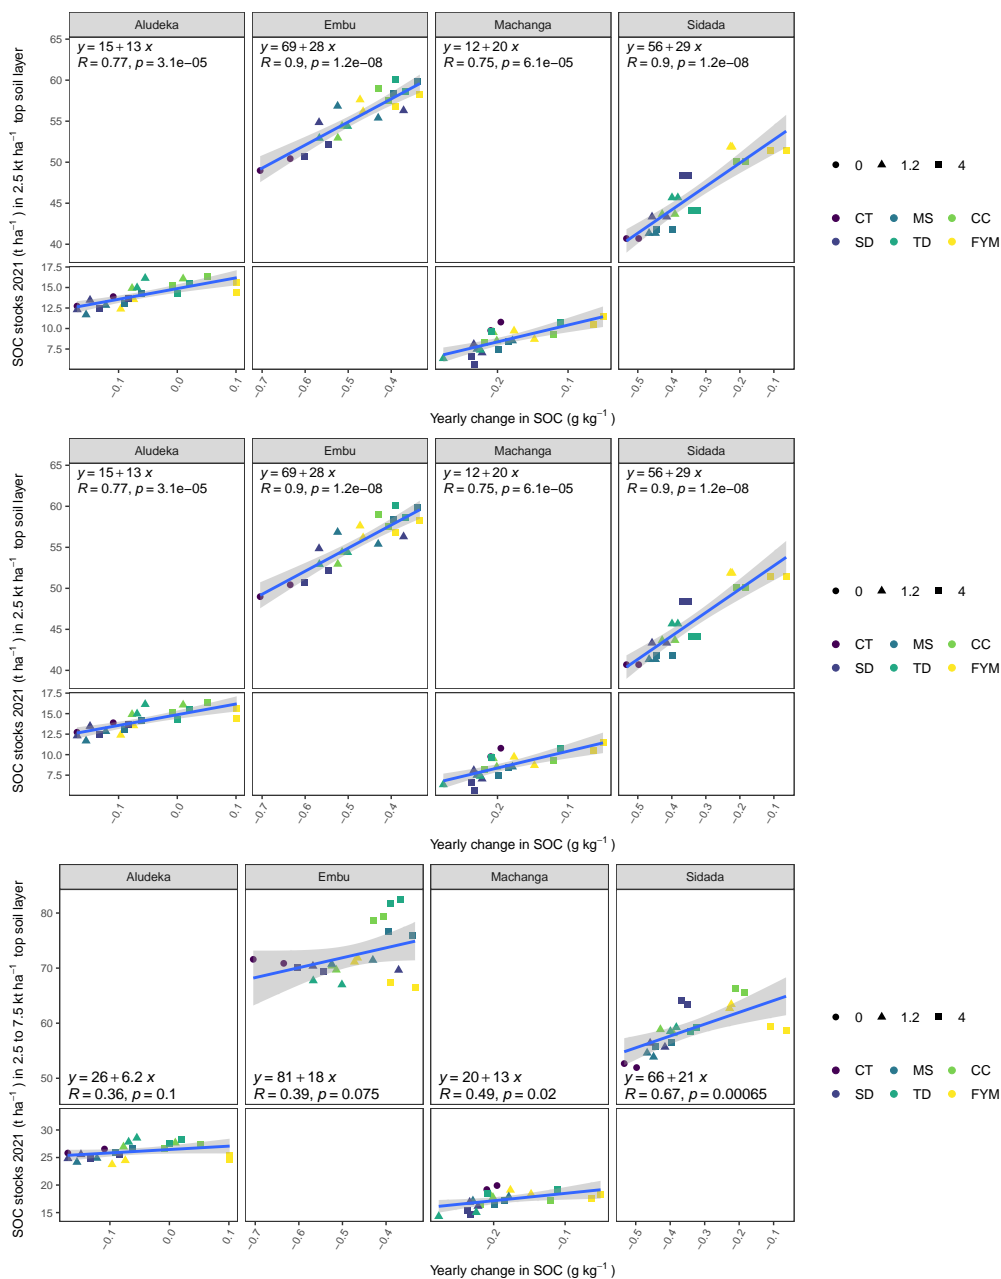 Aludeka Embu Machanga Sidada
y = 15 + 13 x y = 69 + 28 x y = 12 + 20 x y = 56 + 29 x
R = 0.77, p = 3.1e−05 R = 0.9, p = 1.2e−08 R = 0.75, p = 6.1e−05 R = 0.9, p = 1.2e−08
65
60
55
50
45
40
17.5
15.0
12.5
10.0
7.5
SOC stocks 2021 (t ha⁻¹) in 2.5 kt ha⁻¹ top soil layer
−0.1 0.0 0.1 −0.7 −0.6 −0.5 −0.4 −0.2 −0.1 −0.5 −0.4 −0.3 −0.2 −0.1
Yearly change in SOC (g kg⁻¹)
0 1.2 4
CT MS CC
SD TD FYM
Aludeka Embu Machanga Sidada
y = 15 + 13 x y = 69 + 28 x y = 12 + 20 x y = 56 + 29 x
R = 0.77, p = 3.1e−05 R = 0.9, p = 1.2e−08 R = 0.75, p = 6.1e−05 R = 0.9, p = 1.2e−08
65
60
55
50
45
40
17.5
15.0
12.5
10.0
7.5
SOC stocks 2021 (t ha⁻¹) in 2.5 kt ha⁻¹ top soil layer
−0.1 0.0 0.1 −0.7 −0.6 −0.5 −0.4 −0.2 −0.1 −0.5 −0.4 −0.3 −0.2 −0.1
Yearly change in SOC (g kg⁻¹)
0 1.2 4
CT MS CC
SD TD FYM
Aludeka Embu Machanga Sidada
80
70
60
50
y = 26 + 6.2 x y = 81 + 18 x y = 20 + 13 x y = 66 + 21 x
R = 0.36, p = 0.1 R = 0.39, p = 0.075 R = 0.49, p = 0.02 R = 0.67, p = 0.00065
30
25
20
15
SOC stocks 2021 (t ha⁻¹) in 2.5 to 7.5 kt ha⁻¹ top soil layer
−0.1 0.0 0.1 −0.7 −0.6 −0.5 −0.4 −0.2 −0.1 −0.5 −0.4 −0.3 −0.2 −0.1
Yearly change in SOC (g kg⁻¹)
0 1.2 4
CT MS CC
SD TD FYM